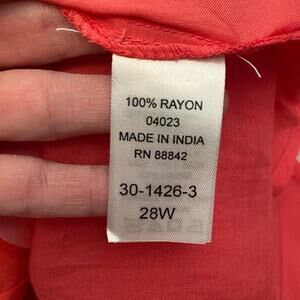 100% RAYON
04023
MADE IN INDIA
RN 88842
30-1426-3
28W